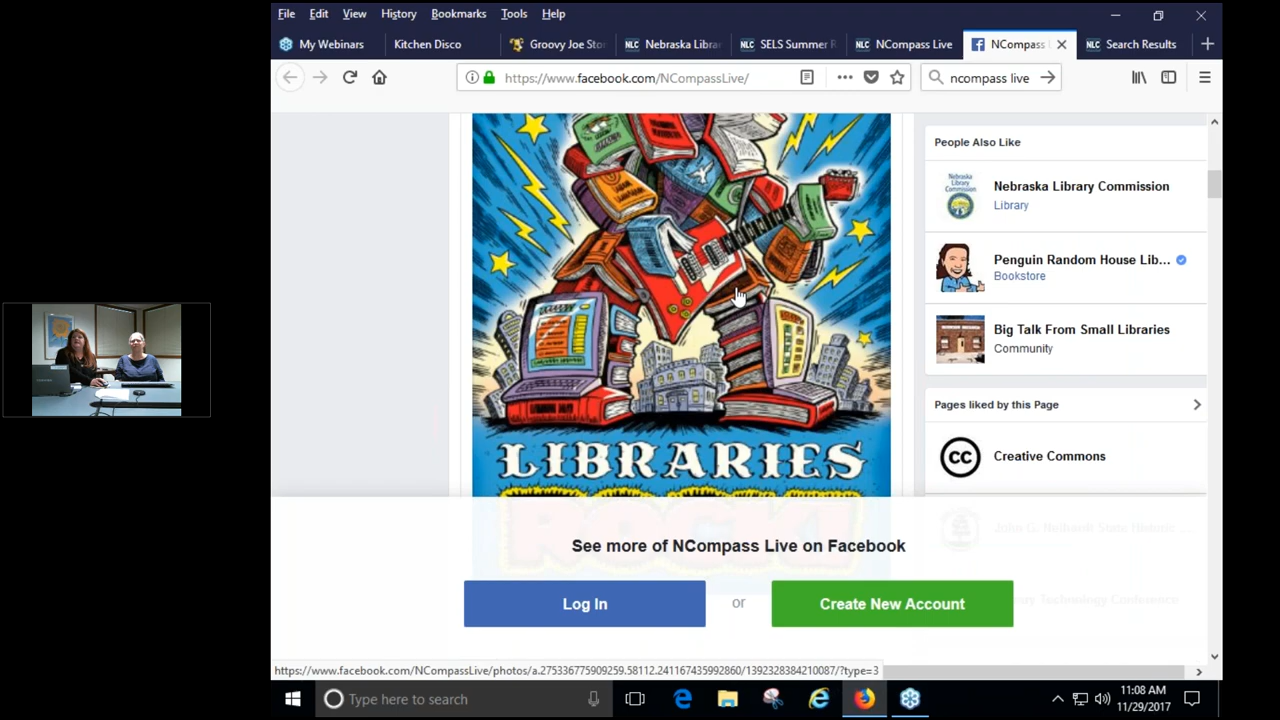 File Edit View History Bookmarks Tools Help
My Webinars
Kitchen Disco
Groovy Joe Sto
NLC Nebraska Libra
NLC SELS Summer R
NLC NCompass Live
NCompass
NLC Search Results
https://www.facebook.com/NCompassLive/
ncompass live
People Also Like
Nebraska Library Commission
Nebraska Library Commission
Library
Penguin Random House Lib...
Bookstore
Big Talk From Small Libraries
Community
Pages liked by this Page
CC Creative Commons
LIBRARIES
ROCK!
See more of NCompass Live on Facebook
Log In or Create New Account
https://www.facebook.com/NCompassLive/photos/a.275336775909259.58112.241167435992860/1392328384210087/?type=3
Type here to search
11:08 AM
11/29/2017